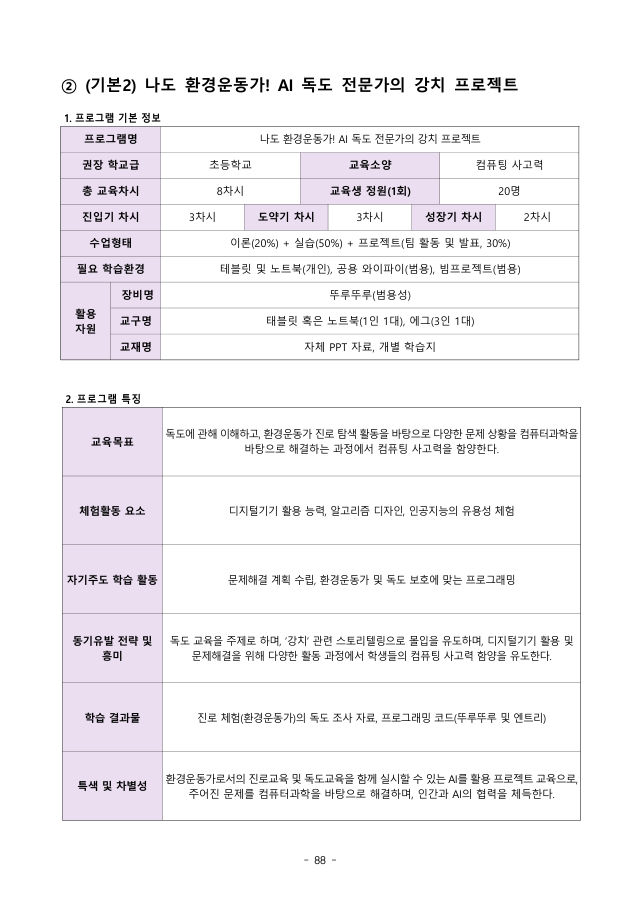 ② (기본2) 나도 환경운동가! AI 독도 전문가의 강치 프로젝트
1. 프로그램 기본 정보
프로그램명 나도 환경운동가! AI 독도 전문가의 강치 프로젝트
권장 학교급 초등학교 교육소양 컴퓨팅 사고력
총 교육차시 8차시 교육생 정원(1회) 20명
진입기 차시 3차시 도약기 차시 3차시 성장기 차시 2차시
수업형태 이론(20%) + 실습(50%) + 프로젝트(팀 활동 및 발표, 30%)
필요 학습환경 테블릿 및 노트북(개인), 공용 와이파이(범용), 빔프로젝트(범용)
활용
자원
장비명 뚜루뚜루(범용성)
교구명 태블릿 혹은 노트북(1인 1대), 에그(3인 1대)
교재명 자체 PPT 자료, 개별 학습지
2. 프로그램 특징
교육목표
독도에 관해 이해하고, 환경운동가 진로 탐색 활동을 바탕으로 다양한 문제 상황을 컴퓨터과학을
바탕으로 해결하는 과정에서 컴퓨팅 사고력을 함양한다.
체험활동 요소 디지털기기 활용 능력, 알고리즘 디자인, 인공지능의 유용성 체험
자기주도 학습 활동 문제해결 계획 수립, 환경운동가 및 독도 보호에 맞는 프로그래밍
동기유발 전략 및
흥미
독도 교육을 주제로 하며, '강치' 관련 스토리텔링으로 몰입을 유도하며, 디지털기기 활용 및
문제해결을 위해 다양한 활동 과정에서 학생들의 컴퓨팅 사고력 함양을 유도한다.
학습 결과물 진로 체험(환경운동가)의 독도 조사 자료, 프로그래밍 코드(뚜루뚜루 및 엔트리)
특색 및 차별성
환경운동가로서의 진로교육 및 독도교육을 함께 실시할 수 있는 AI를 활용 프로젝트 교육으로,
주어진 문제를 컴퓨터과학을 바탕으로 해결하며, 인간과 AI의 협력을 체득한다.
- 88 -